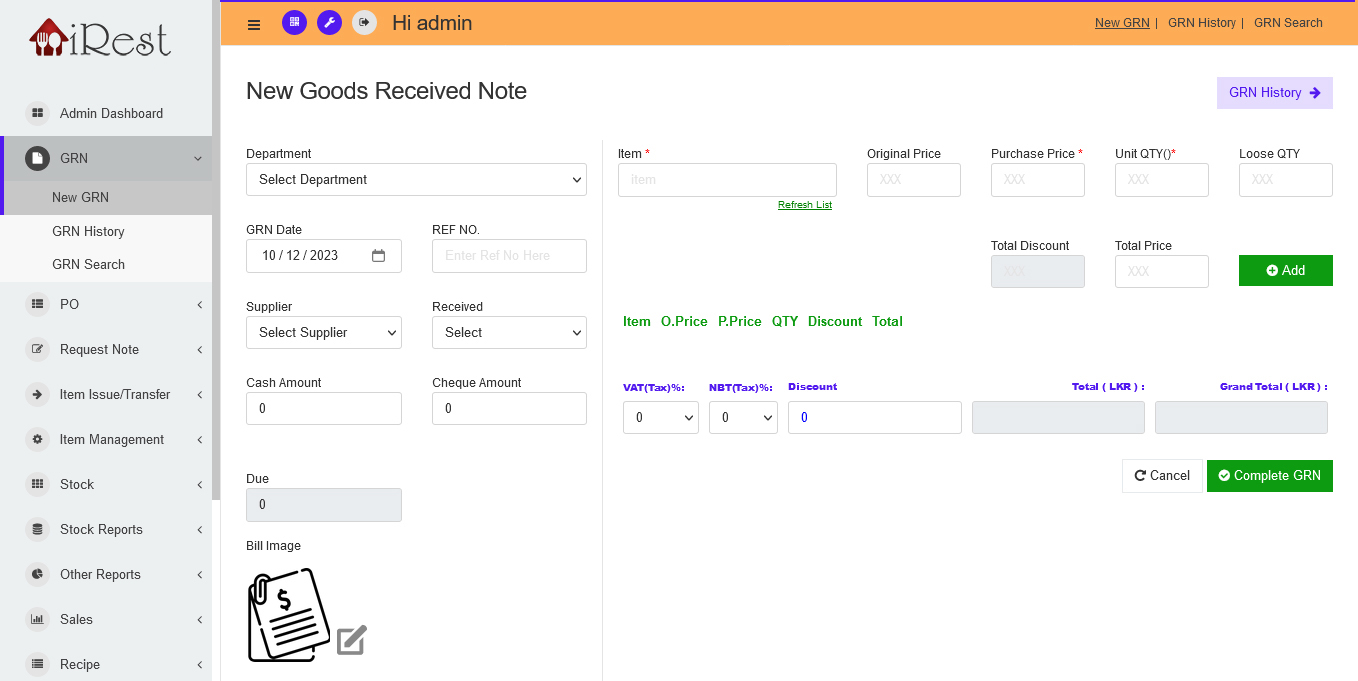 iRest
Hi admin
New GRN | GRN History | GRN Search
Admin Dashboard
GRN
New GRN
GRN History
GRN Search
PO
Request Note
Item Issue/Transfer
Item Management
Stock
Stock Reports
Other Reports
Sales
Recipe
New Goods Received Note
GRN History
Department
Select Department
GRN Date
REF NO.
10 / 12 / 2023
Enter Ref No Here
Supplier
Received
Select Supplier
Select
Cash Amount
Cheque Amount
0
0
Due
0
Bill Image
$
Item *
Original Price
Purchase Price *
Unit QTY()*
Loose QTY
item
XXX
XXX
XXX
XXX
Refresh List
Total Discount
Total Price
XXX
XXX
Add
Item O.Price P.Price QTY Discount Total
VAT(Tax)%: NBT(Tax)%: Discount Total ( LKR ) : Grand Total ( LKR ) :
0
0
0
Cancel
Complete GRN